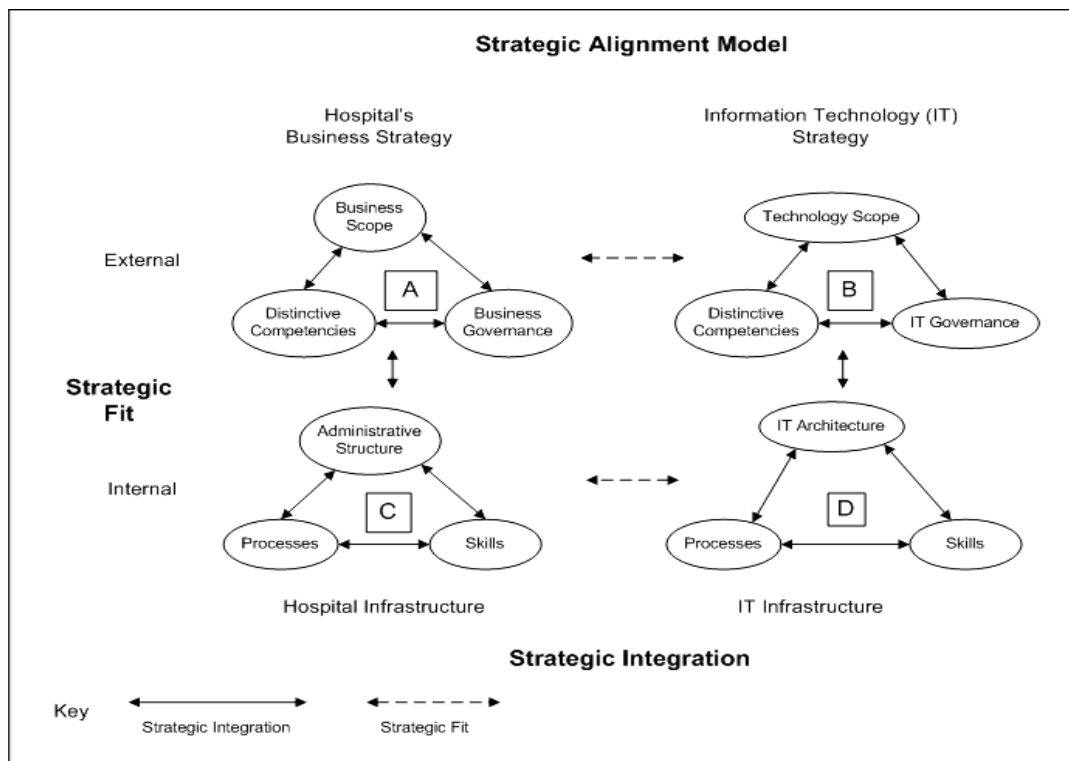 Strategic Alignment Model
Hospital's
Business Strategy
Information Technology (IT)
Strategy
Business
Scope
Technology Scope
External
A
B
Distinctive
Competencies
Business
Governance
Distinctive
Competencies
IT Governance
Strategic
Fit
Administrative
Structure
IT Architecture
Internal
C
D
Processes
Skills
Processes
Skills
Hospital Infrastructure
IT Infrastructure
Strategic Integration
Key
Strategic Integration
Strategic Fit